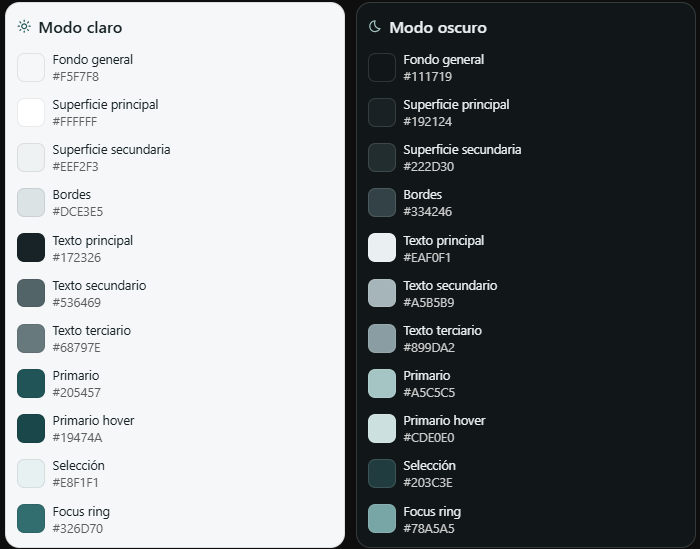 Modo claro
Fondo general
#F5F7F8
Superficie principal
#FFFFFF
Superficie secundaria
#EEF2F3
Bordes
#DCE3E5
Texto principal
#172326
Texto secundario
#536469
Texto terciario
#68797E
Primario
#205457
Primario hover
#19474A
Selección
#E8F1F1
Focus ring
#326D70
Modo oscuro
Fondo general
#111719
Superficie principal
#192124
Superficie secundaria
#222D30
Bordes
#334246
Texto principal
#EAF0F1
Texto secundario
#A5B5B9
Texto terciario
#899DA2
Primario
#A5C5C5
Primario hover
#CDE0E0
Selección
#203C3E
Focus ring
#78A5A5